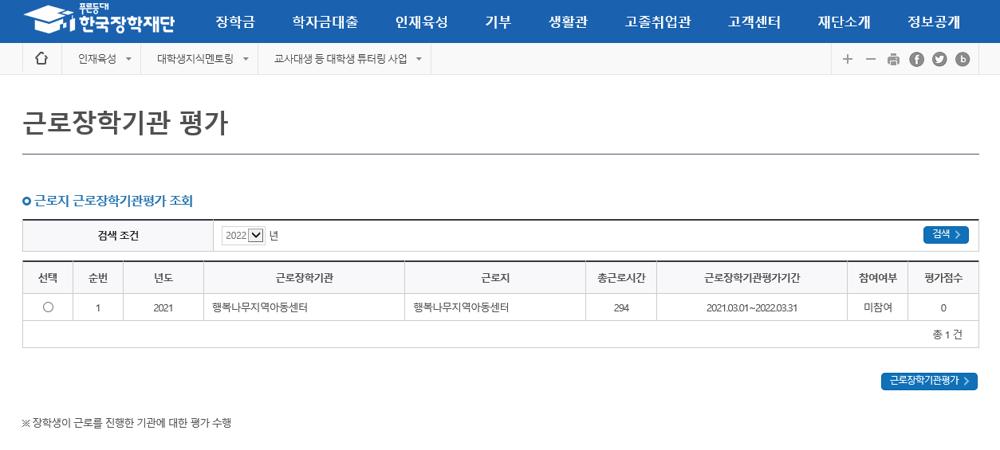 푸른등대
한국장학재단 장학금 학자금대출 인재육성 기부 생활관 고졸취업관 고객센터 재단소개 정보공개
인재육성 대학생지식멘토링 교사대생 등 대학생 튜터링 사업
근로장학기관 평가
근로지 근로장학기관평가 조회
검색 조건 2022 년 검색
선택 순번 년도 근로장학기관 근로지 총근로시간 근로장학기관평가기간 참여여부 평가점수
1 2021 행복나무지역아동센터 행복나무지역아동센터 294 2021.03.01~2022.03.31 미참여 0
총 1 건
근로장학기관평가
※ 장학생이 근로를 진행한 기관에 대한 평가 수행